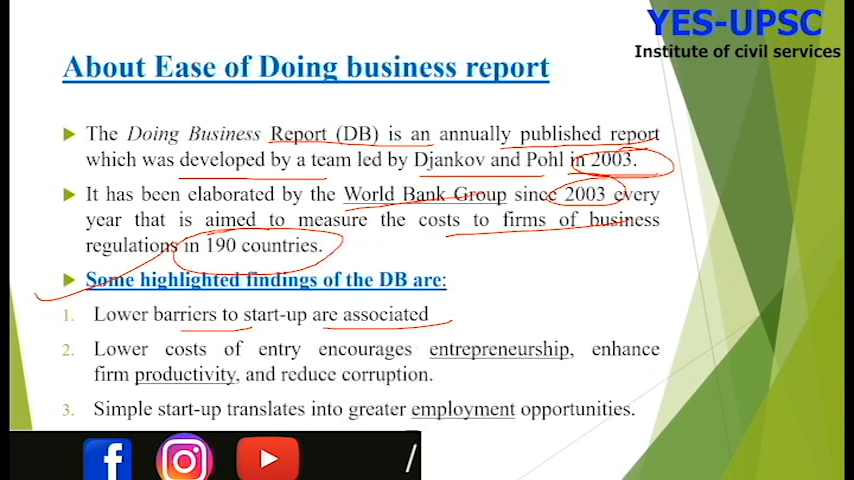 YES-UPSC
Institute of civil services
About Ease of Doing business report
The Doing Business Report (DB) is an annually published report
which was developed by a team led by Djankov and Pohl in 2003.
It has been elaborated by the World Bank Group since 2003 every
year that is aimed to measure the costs to firms of business
regulations in 190 countries.
Some highlighted findings of the DB are:
1. Lower barriers to start-up are associated
2. Lower costs of entry encourages entrepreneurship, enhance
firm productivity, and reduce corruption.
3. Simple start-up translates into greater employment opportunities.
/